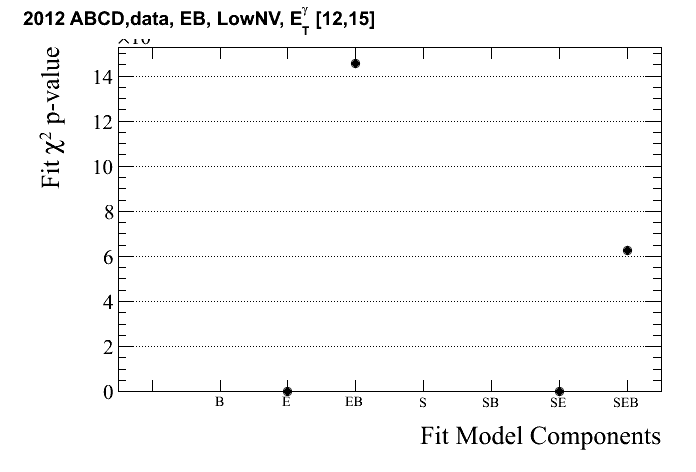 2012 ABCD,data, EB, LowNV, E_T^γ [12,15]
Fit χ² p-value
14
12
10
8
6
4
2
0
B E EB S SB SE SEB
Fit Model Components